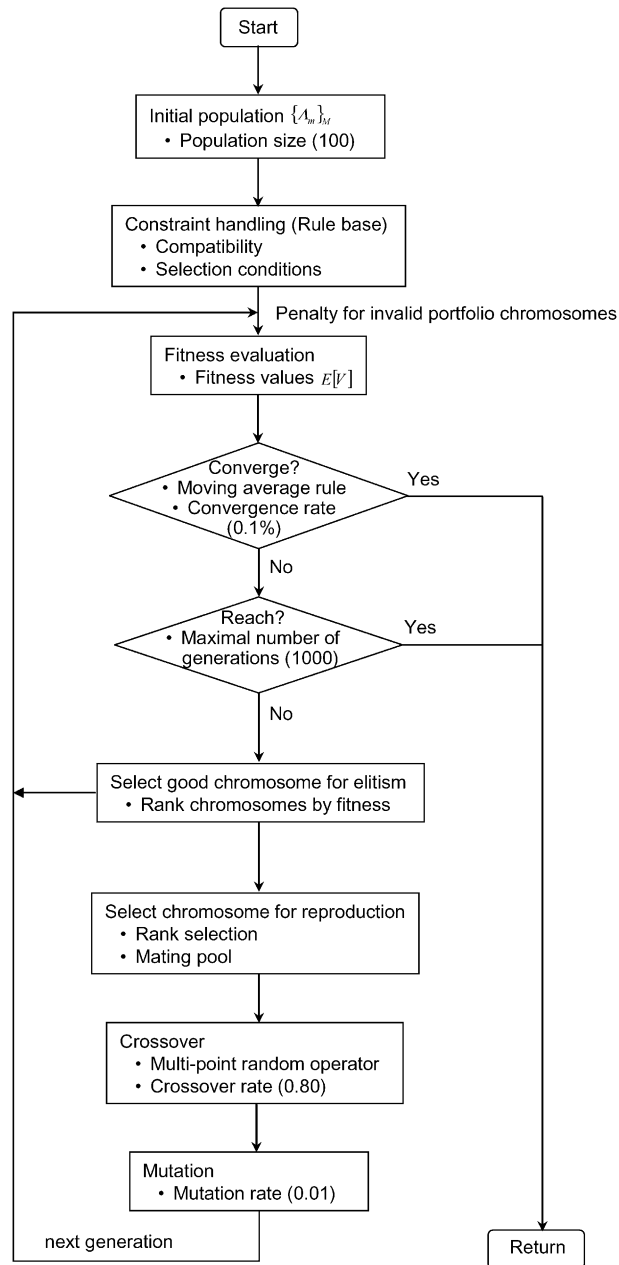 Start
Initial population {Λm}M
• Population size (100)
Constraint handling (Rule base)
• Compatibility
• Selection conditions
Penalty for invalid portfolio chromosomes
Fitness evaluation
• Fitness values E[V]
Converge?
• Moving average rule
• Convergence rate
(0.1%)
Yes
No
Reach?
• Maximal number of
generations (1000)
Yes
No
Select good chromosome for elitism
• Rank chromosomes by fitness
Select chromosome for reproduction
• Rank selection
• Mating pool
Crossover
• Multi-point random operator
• Crossover rate (0.80)
Mutation
• Mutation rate (0.01)
next generation
Return